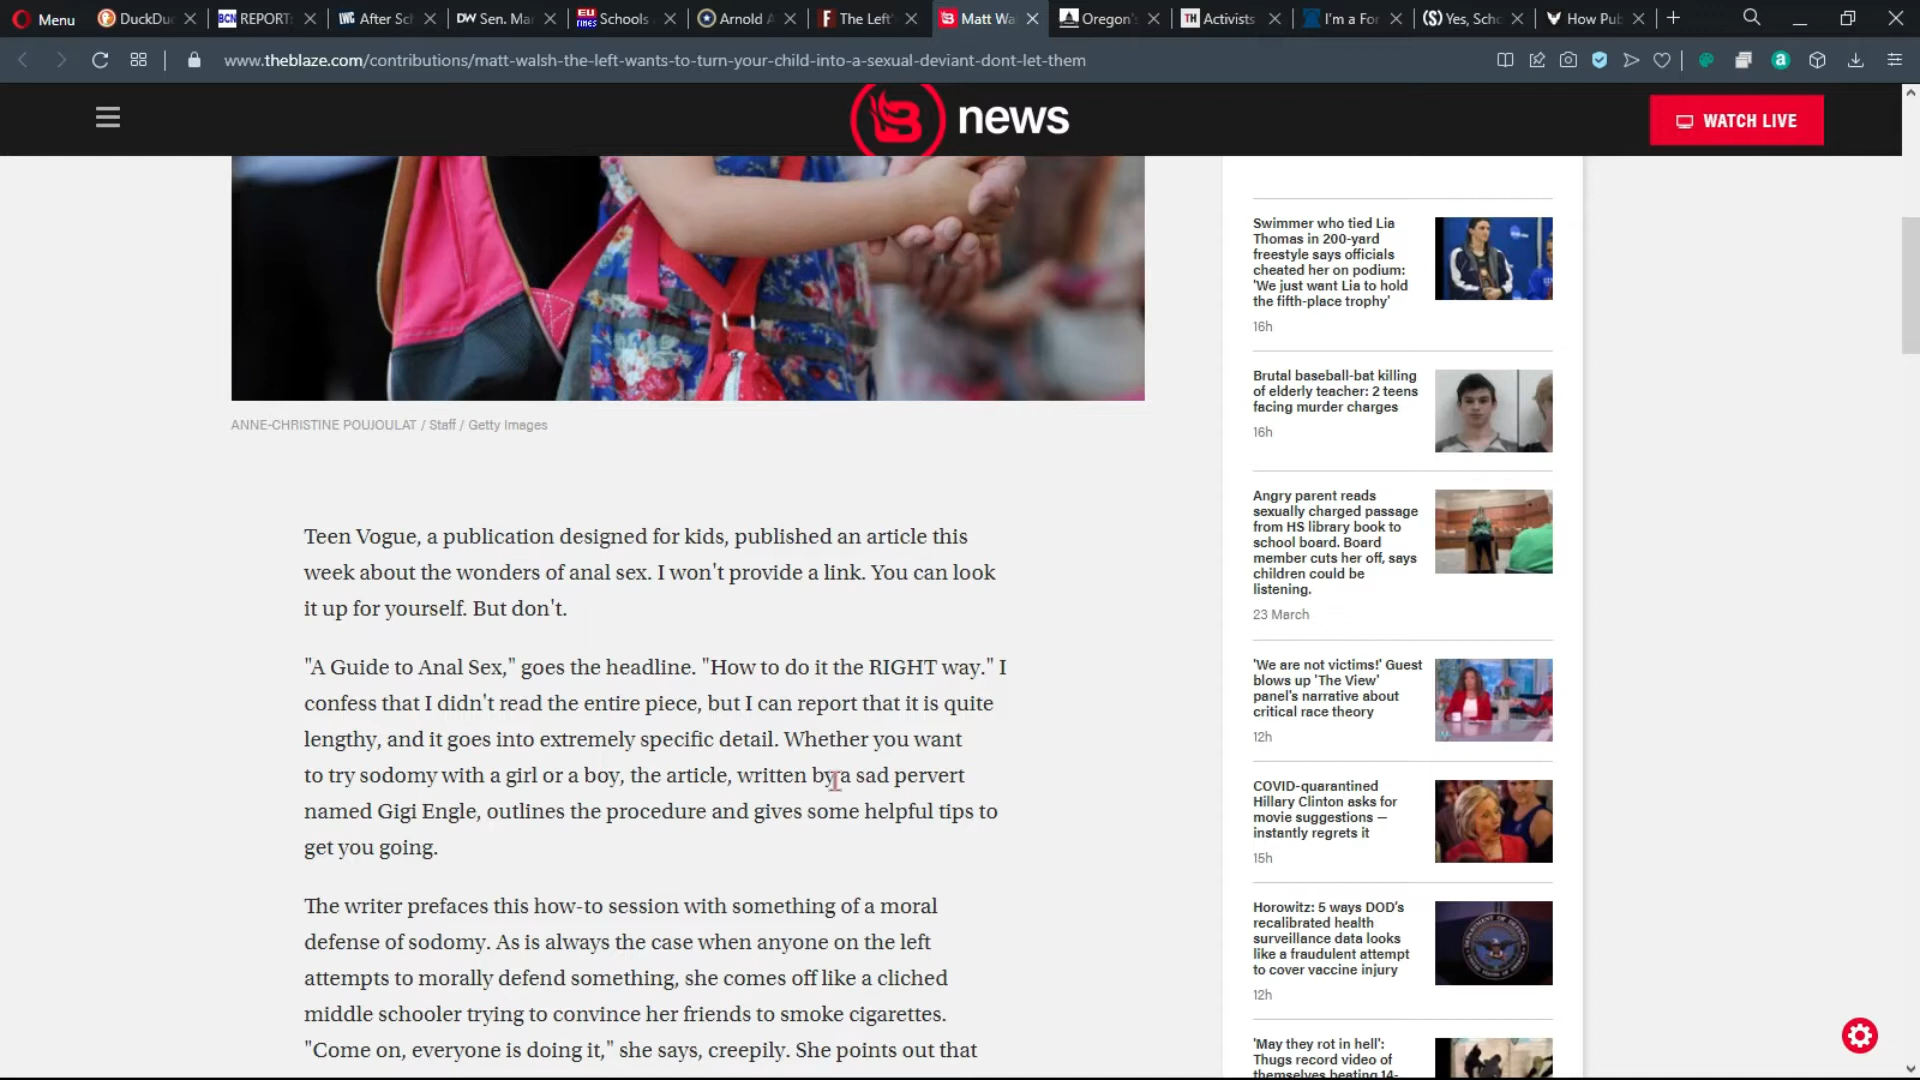 Menu
DuckDu
BCN REPORT
IWC After Sc
DW Sen. Ma
EU TIMES Schools
Arnold A
F The Left'
Matt Wa
Oregon'
TH Activists
I'm a For
(S) Yes, Sch
How Pub
www.theblaze.com/contributions/matt-walsh-the-left-wants-to-turn-your-child-into-a-sexual-deviant-dont-let-them
news
WATCH LIVE
ANNE-CHRISTINE POUJOULAT / Staff / Getty Images
Teen Vogue, a publication designed for kids, published an article this
week about the wonders of anal sex. I won't provide a link. You can look
it up for yourself. But don't.
"A Guide to Anal Sex," goes the headline. "How to do it the RIGHT way." I
confess that I didn't read the entire piece, but I can report that it is quite
lengthy, and it goes into extremely specific detail. Whether you want
to try sodomy with a girl or a boy, the article, written by a sad pervert
named Gigi Engle, outlines the procedure and gives some helpful tips to
get you going.
The writer prefaces this how-to session with something of a moral
defense of sodomy. As is always the case when anyone on the left
attempts to morally defend something, she comes off like a cliched
middle schooler trying to convince her friends to smoke cigarettes.
"Come on, everyone is doing it," she says, creepily. She points out that
Swimmer who tied Lia
Thomas in 200-yard
freestyle says officials
cheated her on podium:
'We just want Lia to hold
the fifth-place trophy'
16h
Brutal baseball-bat killing
of elderly teacher: 2 teens
facing murder charges
16h
Angry parent reads
sexually charged passage
from HS library book to
school board. Board
member cuts her off, says
children could be
listening.
23 March
'We are not victims!' Guest
blows up 'The View'
panel's narrative about
critical race theory
12h
COVID-quarantined
Hillary Clinton asks for
movie suggestions —
instantly regrets it
15h
Horowitz: 5 ways DOD's
recalibrated health
surveillance data looks
like a fraudulent attempt
to cover vaccine injury
12h
'May they rot in hell':
Thugs record video of
themselves beating 14-